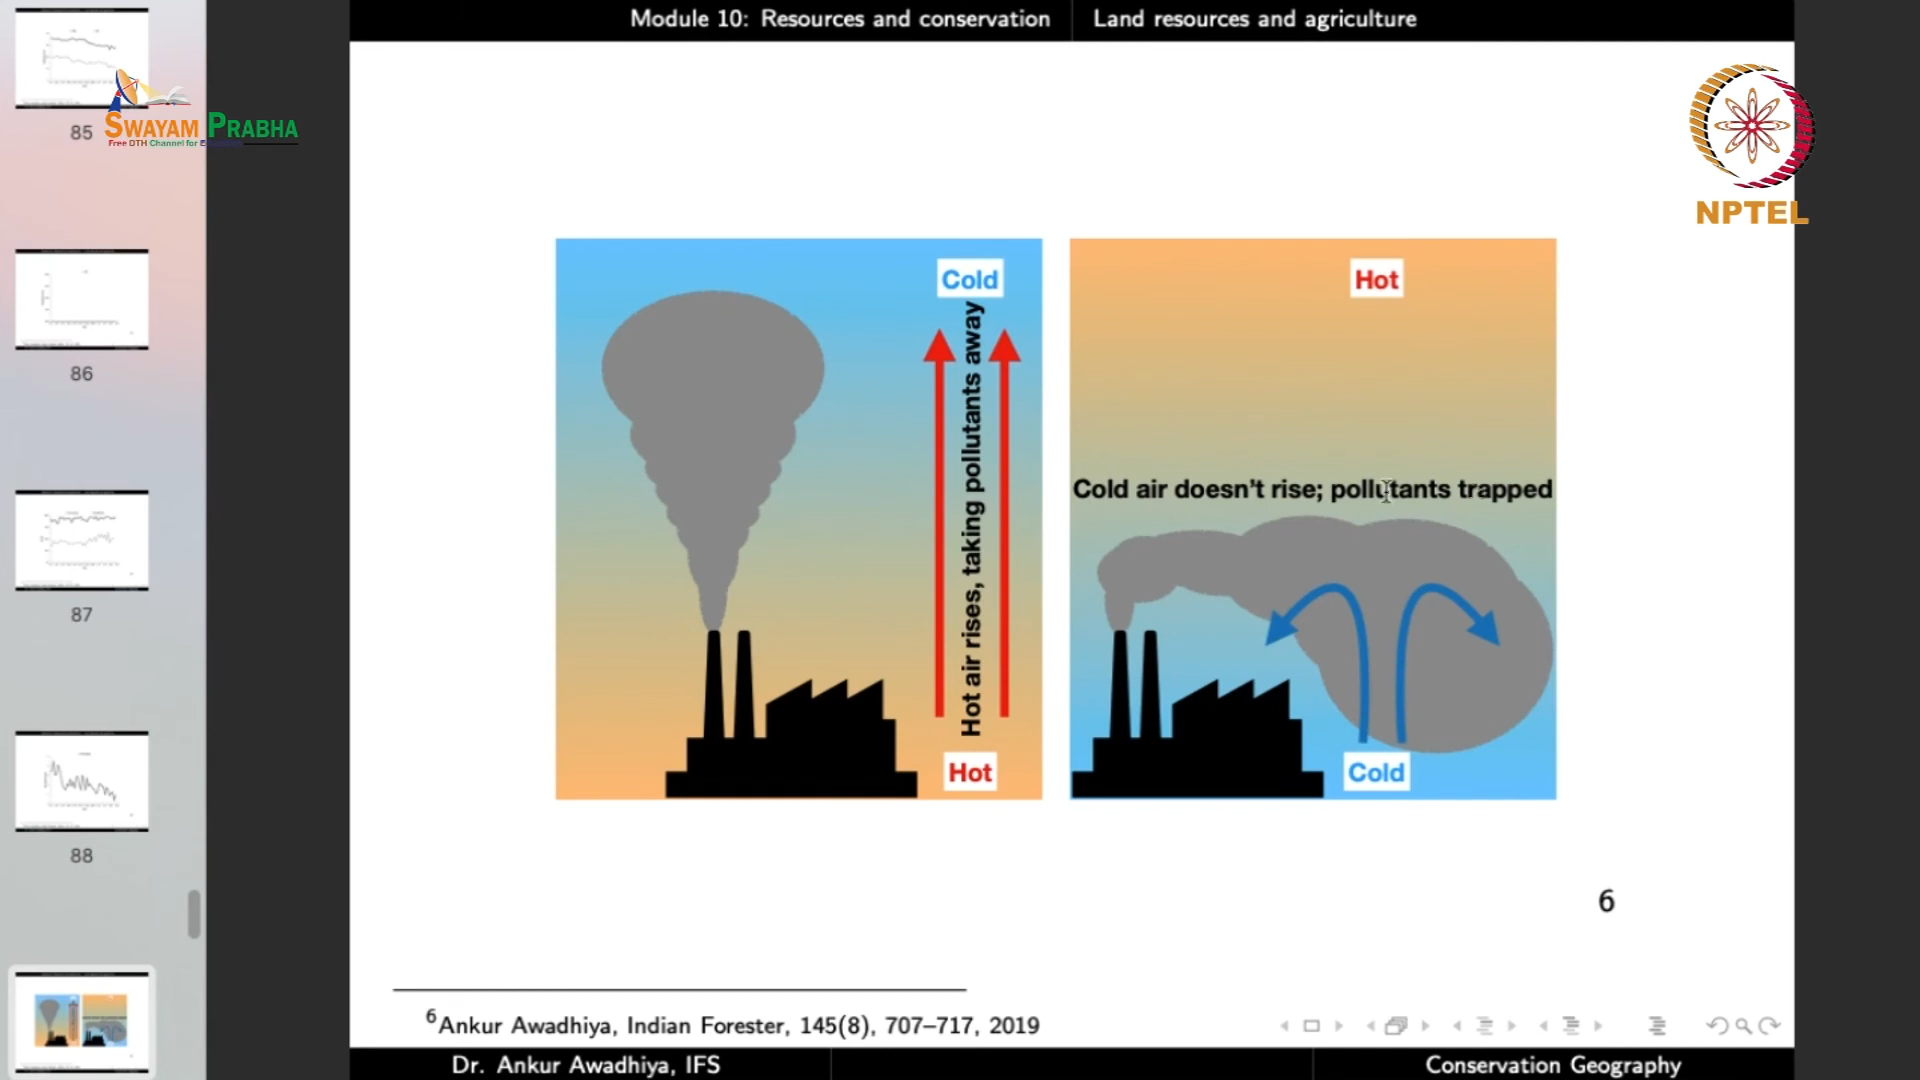 Module 10: Resources and conservation
Land resources and agriculture
85
SWAYAM PRABHA
Free DTH Channel for
NPTEL
86
87
88
Cold
Hot air rises, taking pollutants away
Hot
Hot
Cold air doesn't rise; pollutants trapped
Cold
6
6Ankur Awadhiya, Indian Forester, 145(8), 707–717, 2019
Dr. Ankur Awadhiya, IFS
Conservation Geography